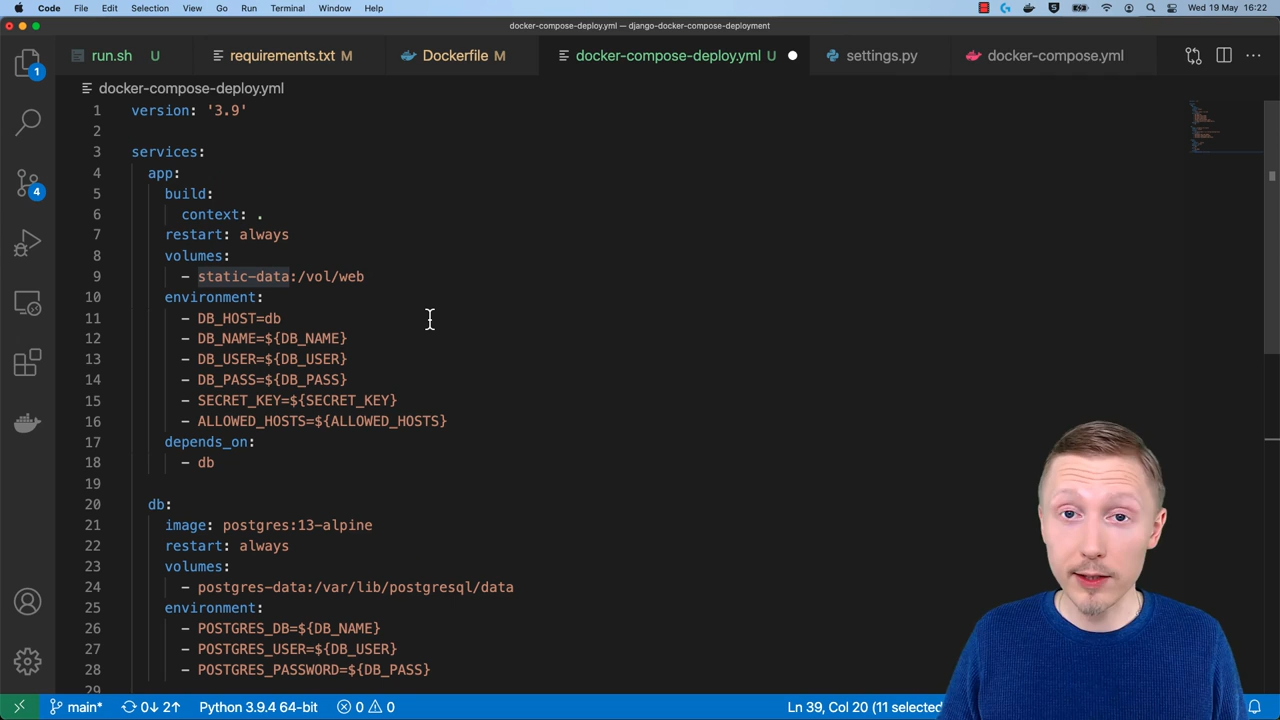 Code File Edit Selection View Go Run Terminal Window Help Wed 19 May 16:22
docker-compose-deploy.yml — django-docker-compose-deployment
run.sh U requirements.txt M Dockerfile M docker-compose-deploy.yml U settings.py docker-compose.yml
1
docker-compose-deploy.yml
1 version: '3.9'
2
3 services:
4 app:
5 build:
6 context: .
7 restart: always
8 volumes:
9 - static-data:/vol/web
10 environment:
11 - DB_HOST=db
12 - DB_NAME=${DB_NAME}
13 - DB_USER=${DB_USER}
14 - DB_PASS=${DB_PASS}
15 - SECRET_KEY=${SECRET_KEY}
16 - ALLOWED_HOSTS=${ALLOWED_HOSTS}
17 depends_on:
18 - db
19
20 db:
21 image: postgres:13-alpine
22 restart: always
23 volumes:
24 - postgres-data:/var/lib/postgresql/data
25 environment:
26 - POSTGRES_DB=${DB_NAME}
27 - POSTGRES_USER=${DB_USER}
28 - POSTGRES_PASSWORD=${DB_PASS}
29
4
main* 0↓ 2↑ Python 3.9.4 64-bit 0 0 Ln 39, Col 20 (11 selected